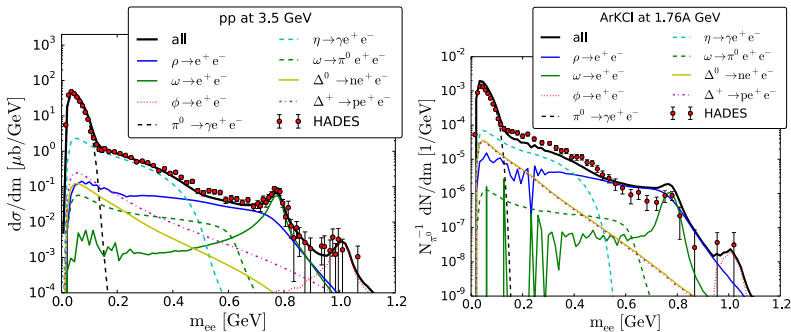 pp at 3.5 GeV
all
ρ→e⁺e⁻
ω→e⁺e⁻
ϕ→e⁺e⁻
π⁰→γe⁺e⁻
η→γe⁺e⁻
ω→π⁰e⁺e⁻
Δ⁰→ne⁺e⁻
Δ⁺→pe⁺e⁻
HADES
dσ/dm [μb/GeV]
10²
10¹
10⁰
10⁻¹
10⁻²
10⁻³
10⁻⁴
0.0 0.2 0.4 0.6 0.8 1.0 1.2
m_ee [GeV]
ArKCl at 1.76A GeV
all
ρ→e⁺e⁻
ω→e⁺e⁻
ϕ→e⁺e⁻
π⁰→γe⁺e⁻
η→γe⁺e⁻
ω→π⁰e⁺e⁻
Δ⁰→ne⁺e⁻
Δ⁺→pe⁺e⁻
HADES
N_π⁰⁻¹ dN/dm [1/GeV]
10⁻¹
10⁻²
10⁻³
10⁻⁴
10⁻⁵
10⁻⁶
10⁻⁷
10⁻⁸
10⁻⁹
0.0 0.2 0.4 0.6 0.8 1.0 1.2
m_ee [GeV]